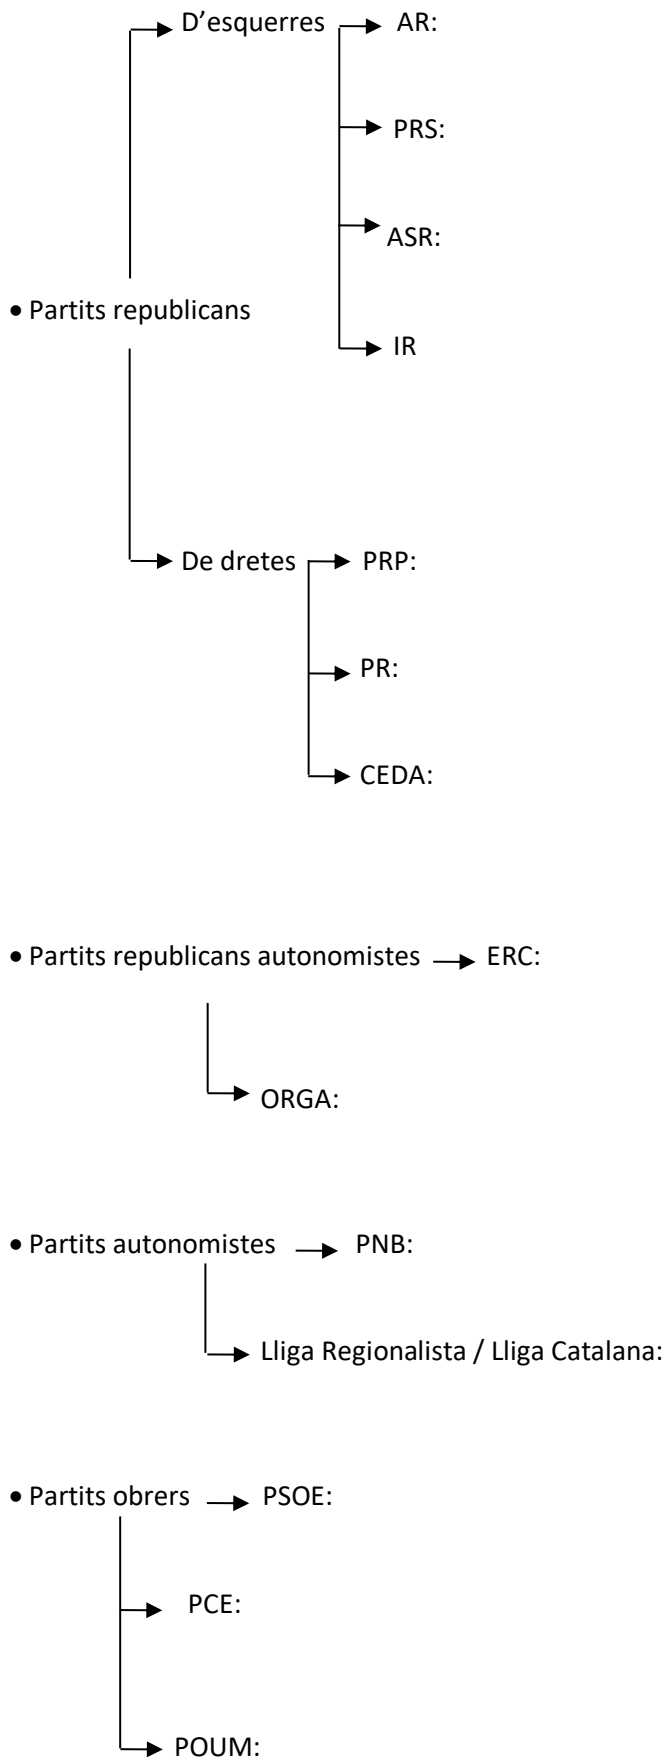 D’esquerres AR:
PRS:
ASR:
• Partits republicans
IR
De dretes PRP:
PR:
CEDA:
• Partits republicans autonomistes ERC:
ORGA:
• Partits autonomistes PNB:
Lliga Regionalista / Lliga Catalana:
• Partits obrers PSOE:
PCE:
POUM: